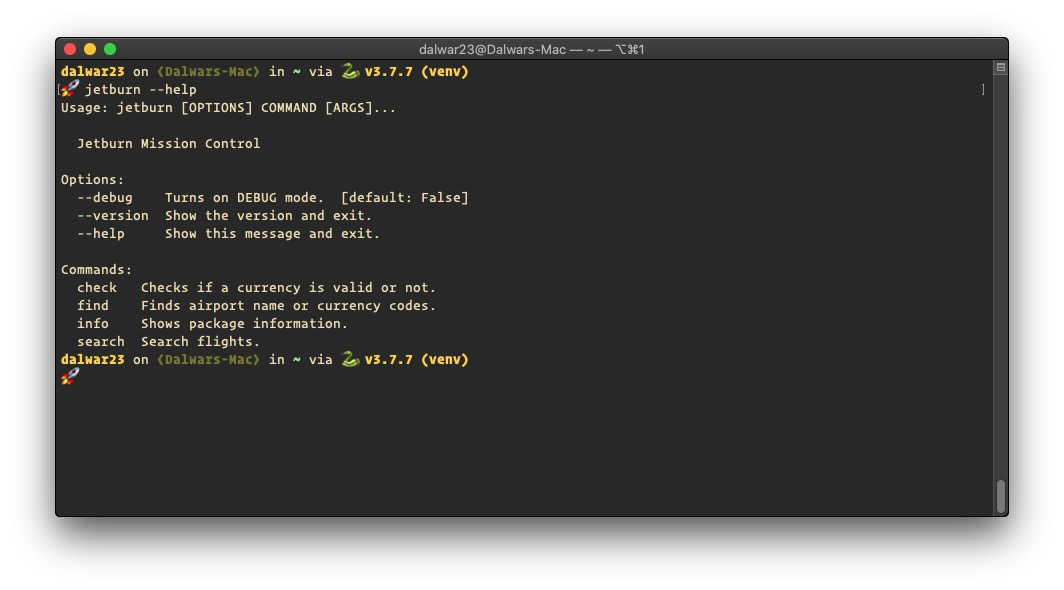 dalwar23@Dalwars-Mac — ~ — ⌥⌘1
dalwar23 on (Dalwars-Mac) in ~ via 🐍 v3.7.7 (venv)
[🚀 jetburn --help ]
Usage: jetburn [OPTIONS] COMMAND [ARGS]...
Jetburn Mission Control
Options:
--debug    Turns on DEBUG mode.  [default: False]
--version  Show the version and exit.
--help     Show this message and exit.
Commands:
check   Checks if a currency is valid or not.
find    Finds airport name or currency codes.
info    Shows package information.
search  Search flights.
dalwar23 on (Dalwars-Mac) in ~ via 🐍 v3.7.7 (venv)
🚀